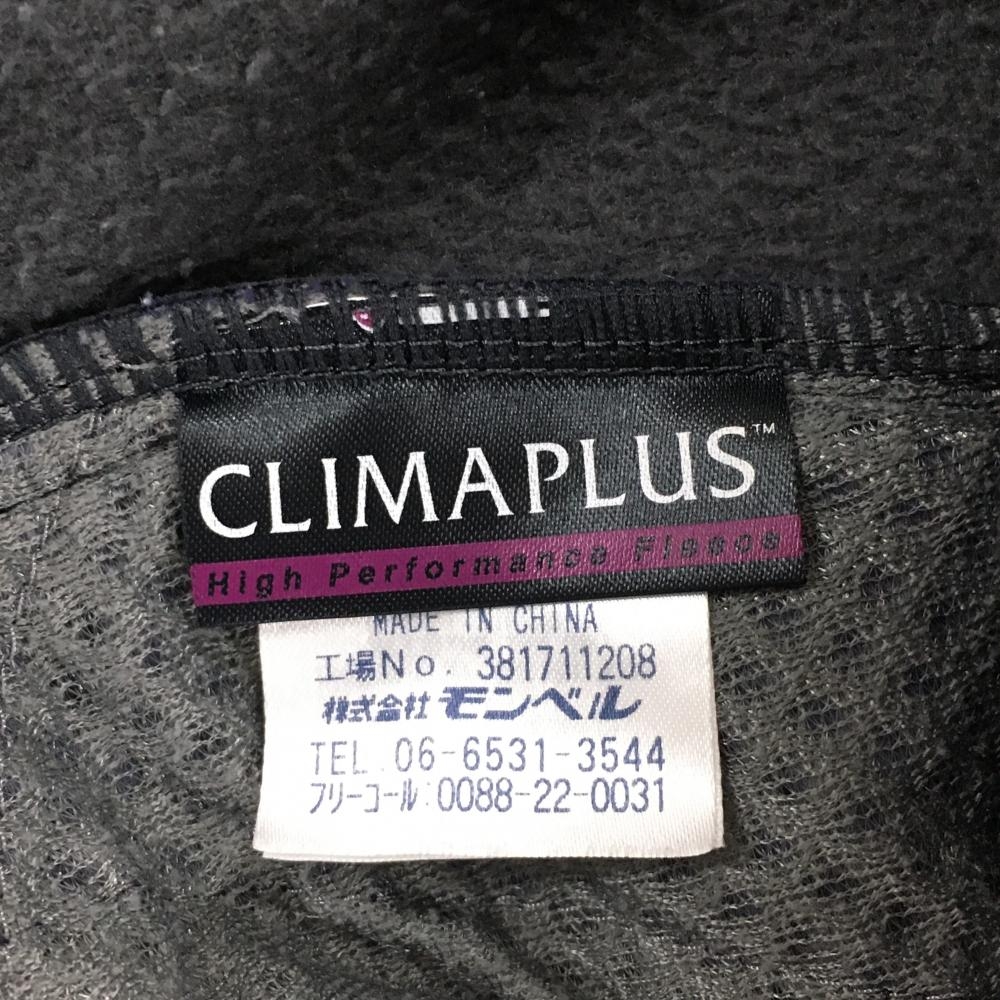 CLIMAPLUS™
High Performance Fleece
MADE IN CHINA
工場No. 381711208
株式会社モンベル
TEL.06-6531-3544
フリーコール:0088-22-0031